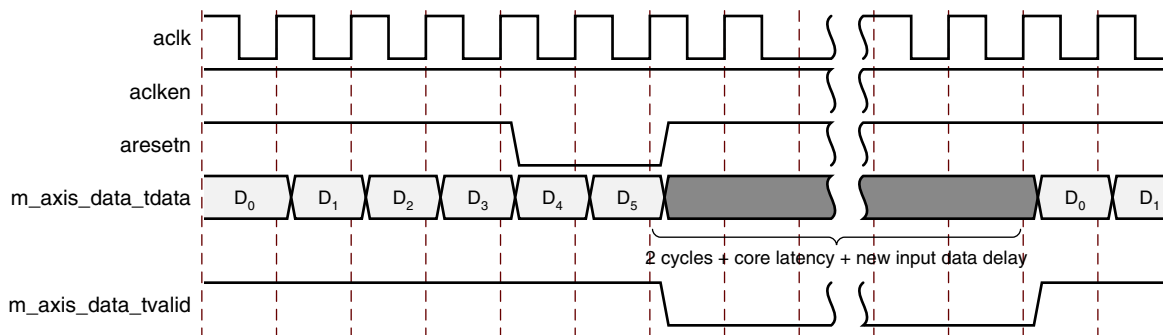 aclk
aclken
aresetn
m_axis_data_tdata D0 D1 D2 D3 D4 D5 D0 D1
2 cycles + core latency + new input data delay
m_axis_data_tvalid